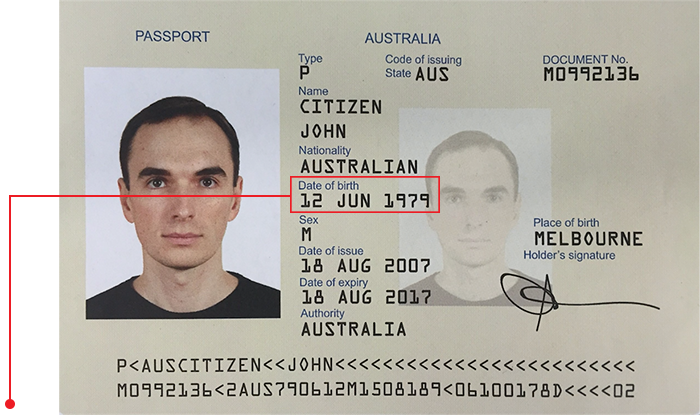 PASSPORT
AUSTRALIA
Type
Code of issuing
DOCUMENT No.
P
State AUS
M0992136
Name
CITIZEN
JOHN
Nationality
AUSTRALIAN
Date of birth
12 JUN 1979
Sex
Place of birth
M
MELBOURNE
Date of issue
Holder's signature
18 AUG 2007
Date of expiry
18 AUG 2017
Authority
AUSTRALIA
P<AUSCITIZEN<<JOHN<<<<<<<<<<<<<<<<<<<<<<<<<<
M0992136<2AUS790612M1508189<06100178D<<<<02